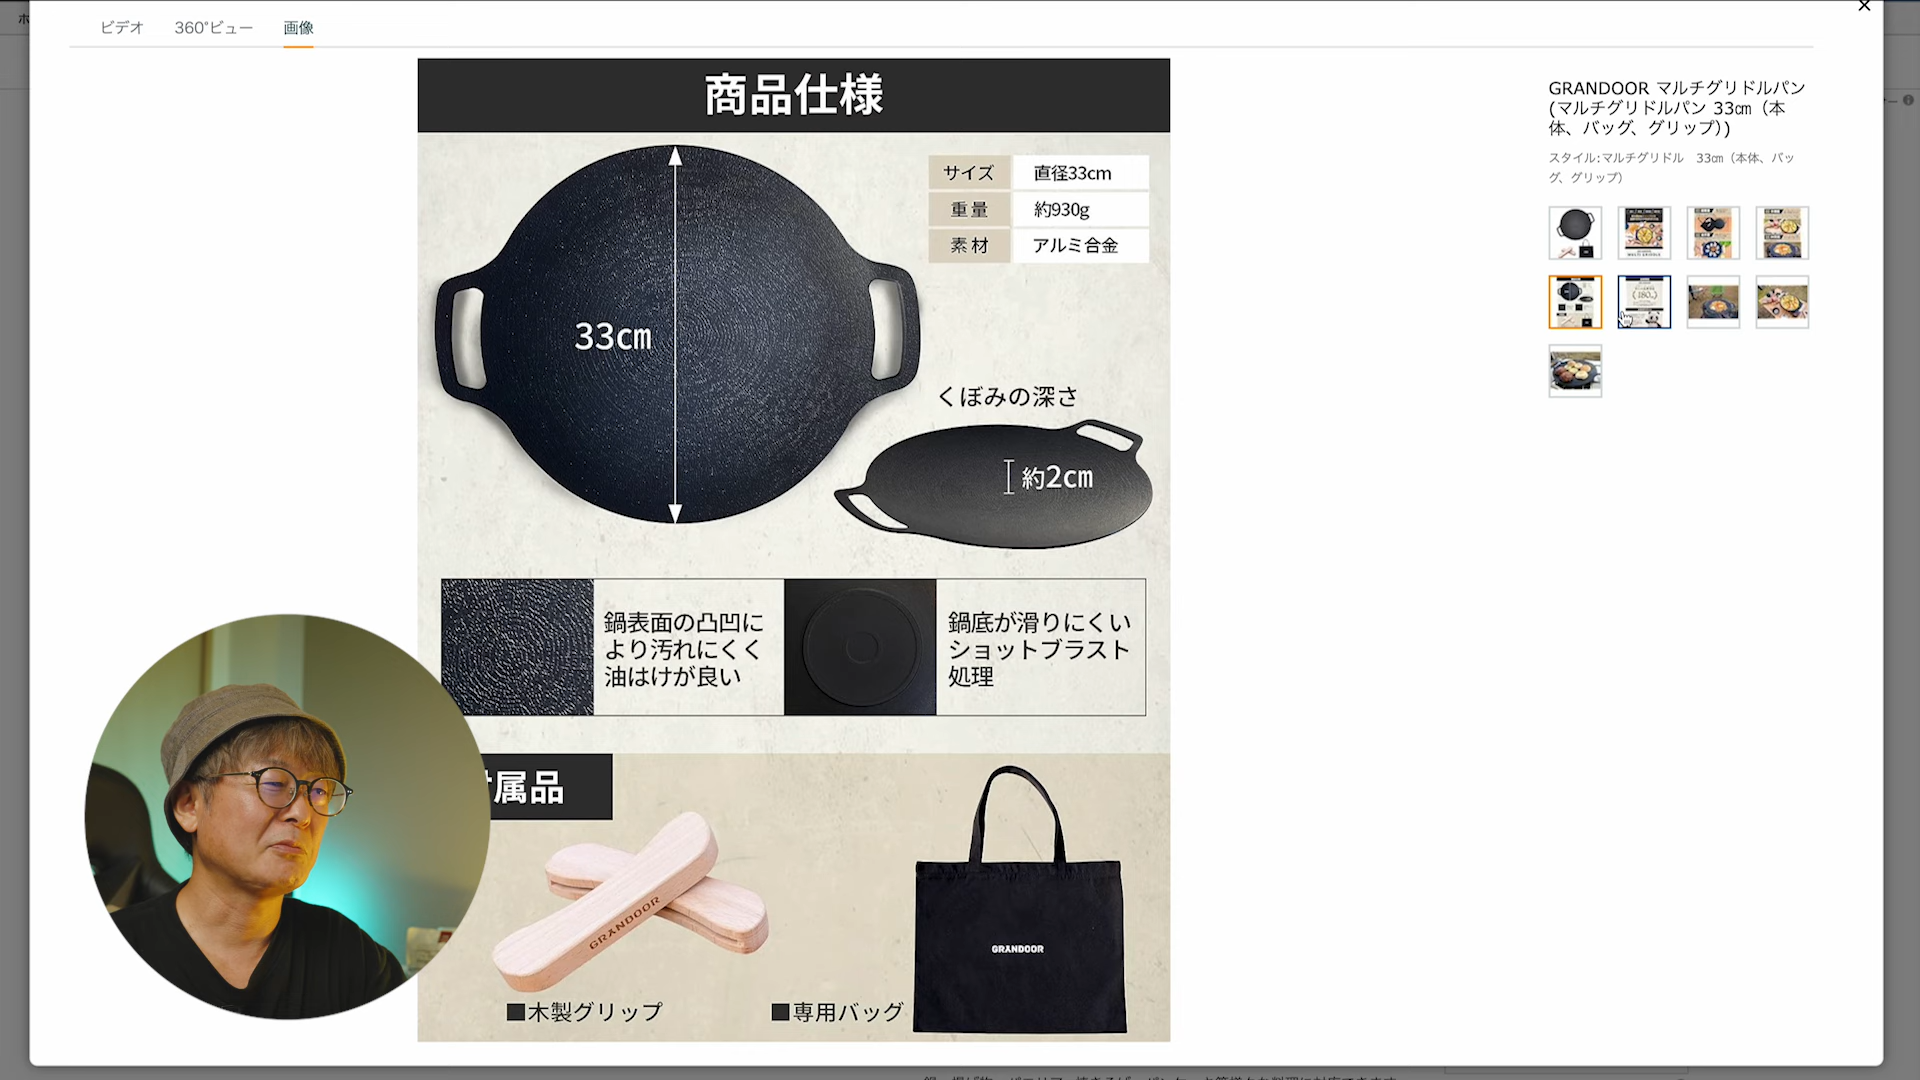 ビデオ
360°ビュー
画像
商品仕様
サイズ 直径33cm
重量 約930g
素材 アルミ合金
33cm
くぼみの深さ
約2cm
鍋表面の凸凹に
より汚れにくく
油はけが良い
鍋底が滑りにくい
ショットブラスト
処理
属品
GRANDOOR
GRANDOOR
■木製グリップ
■専用バッグ
GRANDOOR マルチグリドルパン
(マルチグリドルパン 33㎝（本
体、バッグ、グリップ))
スタイル:マルチグリドル 33㎝（本体、バッ
グ、グリップ）